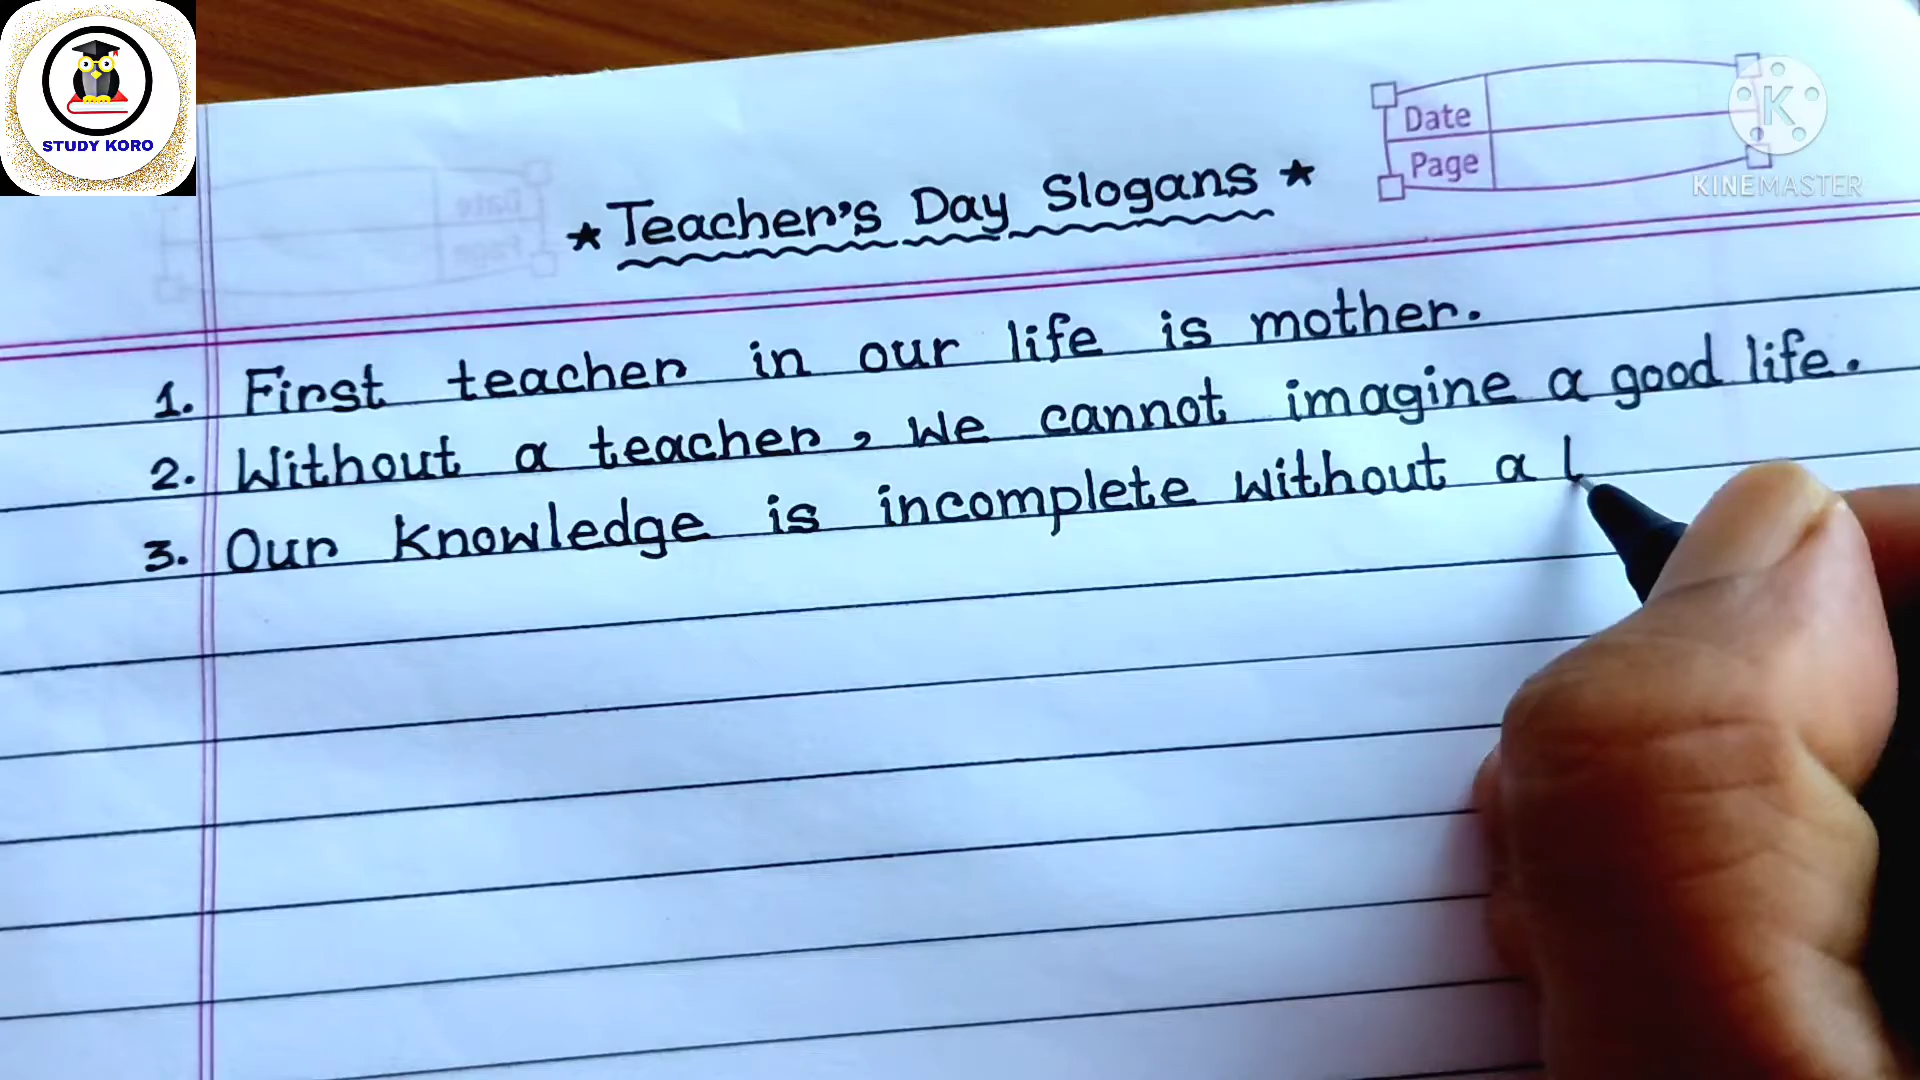 STUDY KORO
Date
Page
KINEMASTER
★ Teacher's Day Slogans ★
1. First teacher in our life is mother.
2. Without a teacher, We cannot imagine a good life.
3. Our knowledge is incomplete without a